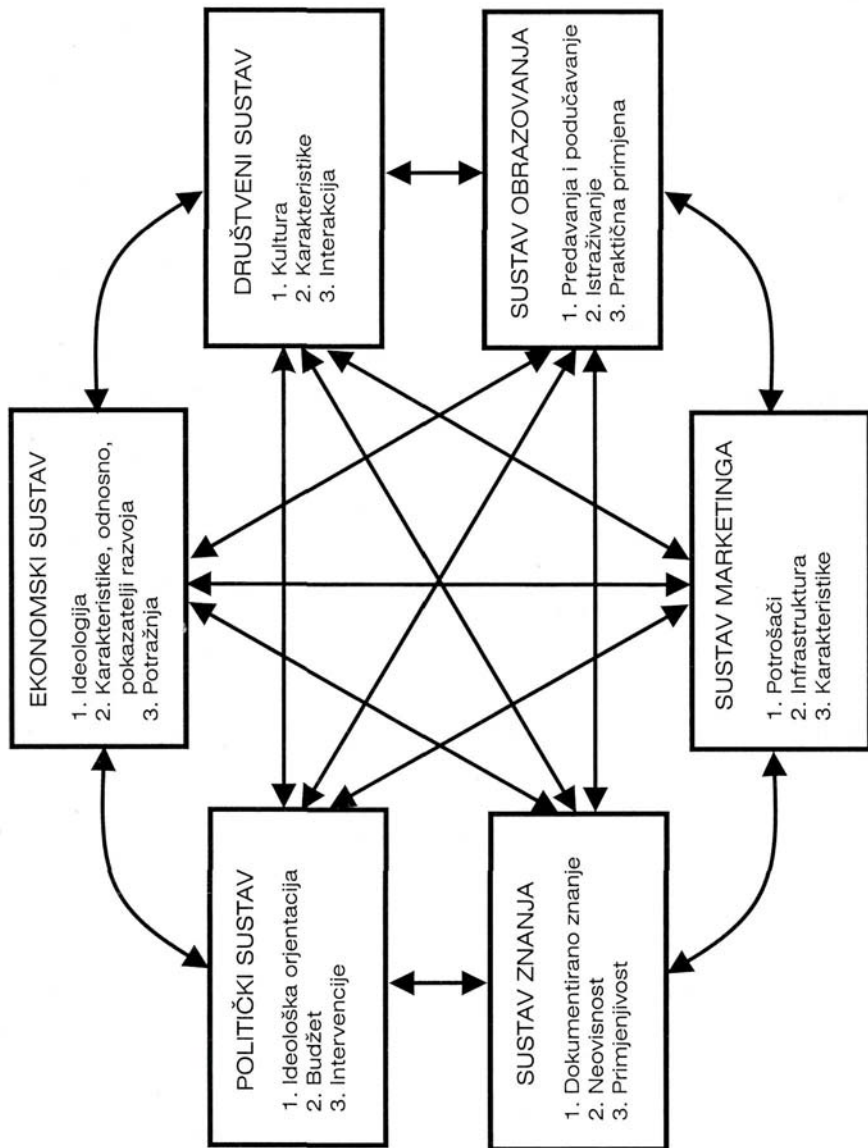 EKONOMSKI SUSTAV
1. Ideologija
2. Karakteristike, odnosno,
pokazatelji razvoja
3. Potražnja
POLITIČKI SUSTAV
1. Ideološka orjentacija
2. Budžet
3. Intervencije
DRUŠTVENI SUSTAV
1. Kultura
2. Karakteristike
3. Interakcija
SUSTAV ZNANJA
1. Dokumentirano znanje
2. Neovisnost
3. Primjenjivost
SUSTAV OBRAZOVANJA
1. Predavanja i podučavanje
2. Istraživanje
3. Praktična primjena
SUSTAV MARKETINGA
1. Potrošači
2. Infrastruktura
3. Karakteristike